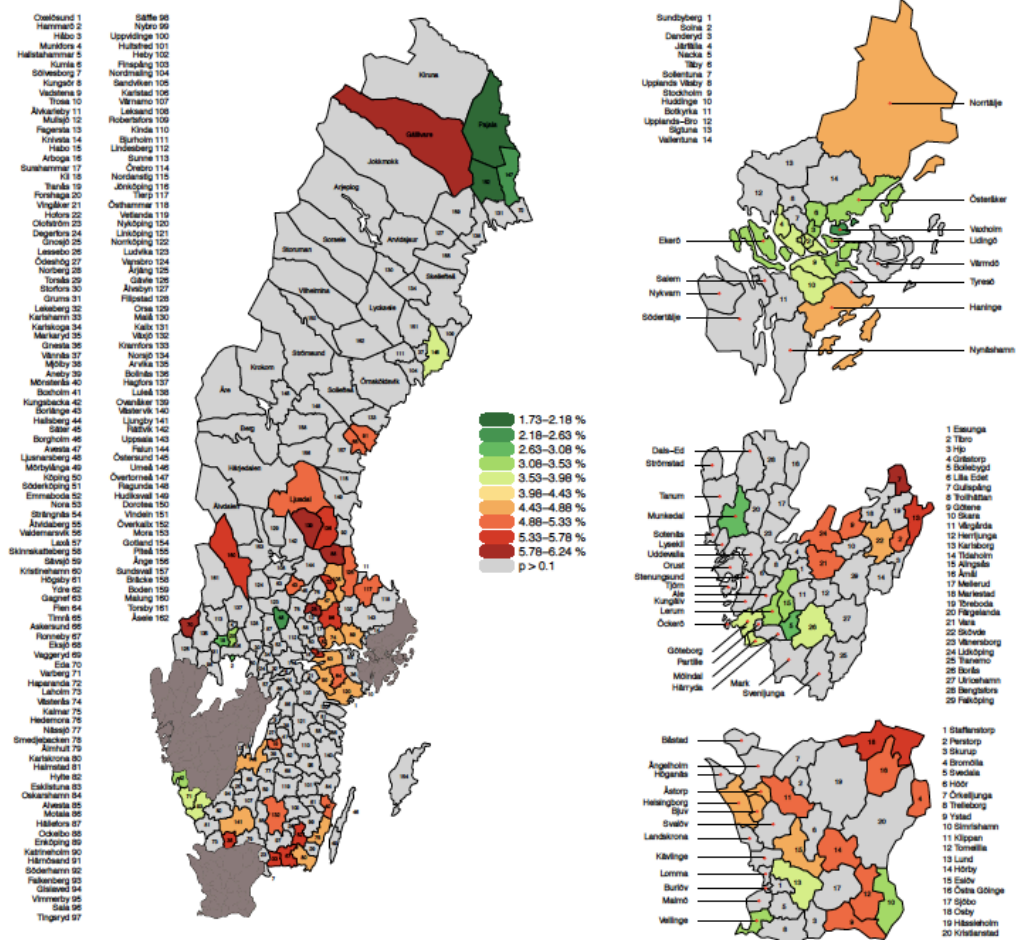 Oxelösund 1
Hammarö 2
Håbo 3
Munkfors 4
Hallstahammar 5
Kumla 6
Sölvesborg 7
Kungsör 8
Vadstena 9
Trosa 10
Älvkarleby 11
Mullsjö 12
Fagersta 13
Knivsta 14
Habo 15
Arboga 16
Surahammar 17
Kil 18
Tranås 19
Forshaga 20
Vingåker 21
Hofors 22
Olofström 23
Degerfors 24
Gnosjö 25
Lessebo 26
Ödeshög 27
Norberg 28
Torsås 29
Storfors 30
Grums 31
Lekeberg 32
Karlshamn 33
Karlskoga 34
Markaryd 35
Gnesta 36
Vännäs 37
Mjölby 38
Aneby 39
Mönsterås 40
Boxholm 41
Kungsbacka 42
Borlänge 43
Hallsberg 44
Säter 45
Borgholm 46
Avesta 47
Ljusnarsberg 48
Mörbylånga 49
Köping 50
Söderköping 51
Emmaboda 52
Nora 53
Strängnäs 54
Åtvidaberg 55
Valdemarsvik 56
Laxå 57
Skinnskatteberg 58
Sävsjö 59
Kristinehamn 60
Högsby 61
Ydre 62
Gagnef 63
Flen 64
Timrå 65
Askersund 66
Ronneby 67
Eksjö 68
Vaggeryd 69
Eda 70
Varberg 71
Haparanda 72
Laholm 73
Västerås 74
Kalmar 75
Hedemora 76
Nässjö 77
Smedjebacken 78
Älmhult 79
Karlskrona 80
Halmstad 81
Hylte 82
Eskilstuna 83
Oskarshamn 84
Alvesta 85
Motala 86
Hällefors 87
Ockelbo 88
Enköping 89
Katrineholm 90
Härnösand 91
Söderhamn 92
Falkenberg 93
Gislaved 94
Vimmerby 95
Sala 96
Tingsryd 97
Säffle 98
Nybro 99
Uppvidinge 100
Hultsfred 101
Heby 102
Finspång 103
Nordmaling 104
Sandviken 105
Karlstad 106
Värnamo 107
Leksand 108
Robertsfors 109
Kinda 110
Bjurholm 111
Lindesberg 112
Sunne 113
Örebro 114
Nordanstig 115
Jönköping 116
Tierp 117
Östhammar 118
Vetlanda 119
Nyköping 120
Linköping 121
Norrköping 122
Ludvika 123
Vansbro 124
Årjäng 125
Gävle 126
Älvsbyn 127
Filipstad 128
Orsa 129
Malå 130
Kalix 131
Växjö 132
Kramfors 133
Norsjö 134
Arvika 135
Bollnäs 136
Hagfors 137
Luleå 138
Ovanåker 139
Västervik 140
Ljungby 141
Rättvik 142
Uppsala 143
Falun 144
Östersund 145
Umeå 146
Övertorneå 147
Ragunda 148
Hudiksvall 149
Dorotea 150
Vindeln 151
Överkalix 152
Mora 153
Gotland 154
Piteå 155
Ånge 156
Sundsvall 157
Bräcke 158
Boden 159
Malung 160
Torsby 161
Åsele 162
Kiruna
Gällivare
Pajala
Jokkmokk
Arjeplog
Arvidsjaur
Sorsele
Storuman
Skellefteå
Vilhelmina
Lycksele
Strömsund
Krokom
Åre
Sollefteå
Örnsköldsvik
Berg
Härjedalen
Älvdalen
Ljusdal
1.73–2.18 %
2.18–2.63 %
2.63–3.08 %
3.08–3.53 %
3.53–3.98 %
3.98–4.43 %
4.43–4.88 %
4.88–5.33 %
5.33–5.78 %
5.78–6.24 %
p > 0.1
Sundbyberg 1
Solna 2
Danderyd 3
Järfälla 4
Nacka 5
Täby 6
Sollentuna 7
Upplands Väsby 8
Stockholm 9
Huddinge 10
Botkyrka 11
Upplands–Bro 12
Sigtuna 13
Vallentuna 14
Norrtälje
Österåker
Vaxholm
Lidingö
Värmdö
Tyresö
Haninge
Nynäshamn
Ekerö
Salem
Nykvarn
Södertälje
Dals–Ed
Strömstad
Tanum
Munkedal
Sotenäs
Lysekil
Uddevalla
Orust
Stenungsund
Tjörn
Ale
Kungälv
Lerum
Öckerö
Göteborg
Partille
Mölndal
Härryda
Mark
Svenljunga
1 Essunga
2 Tibro
3 Hjo
4 Grästorp
5 Bollebygd
6 Lilla Edet
7 Gullspång
8 Trollhättan
9 Götene
10 Skara
11 Vårgårda
12 Herrljunga
13 Karlsborg
14 Tidaholm
15 Alingsås
16 Åmål
17 Mellerud
18 Mariestad
19 Töreboda
20 Färgelanda
21 Vara
22 Skövde
23 Vänersborg
24 Lidköping
25 Tranemo
26 Borås
27 Ulricehamn
28 Bengtsfors
29 Falköping
Båstad
Ängelholm
Höganäs
Åstorp
Helsingborg
Bjuv
Svalöv
Landskrona
Kävlinge
Lomma
Burlöv
Malmö
Vellinge
1 Staffanstorp
2 Perstorp
3 Skurup
4 Bromölla
5 Svedala
6 Höör
7 Örkelljunga
8 Trelleborg
9 Ystad
10 Simrishamn
11 Klippan
12 Tomelilla
13 Lund
14 Hörby
15 Eslöv
16 Östra Göinge
17 Sjöbo
18 Osby
19 Hässleholm
20 Kristianstad